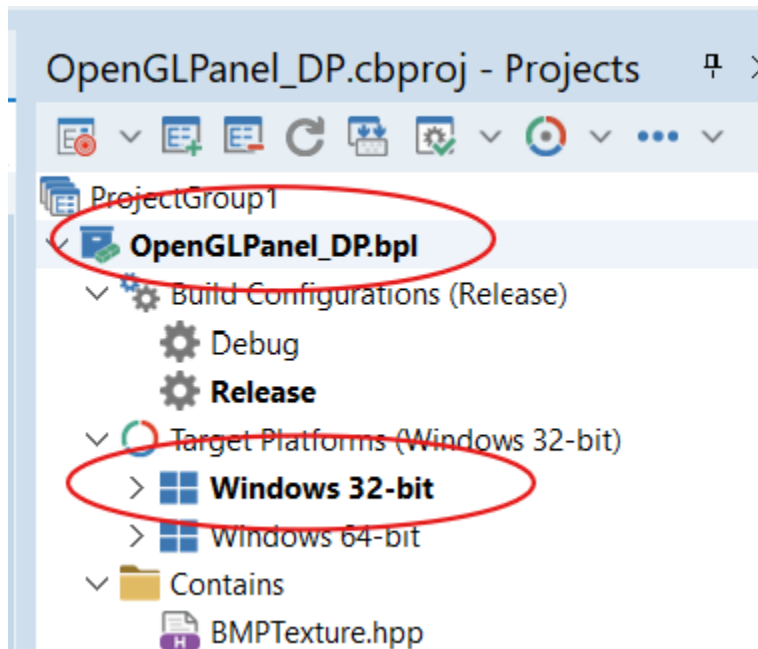 OpenGLPanel_DP.cbproj - Projects
ProjectGroup1
OpenGLPanel_DP.bpl
Build Configurations (Release)
Debug
Release
Target Platforms (Windows 32-bit)
Windows 32-bit
Windows 64-bit
Contains
BMPTexture.hpp